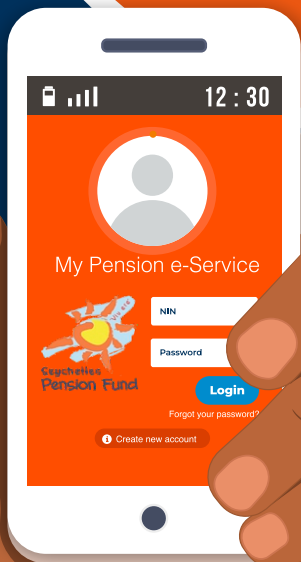 12 : 30
My Pension e-Service
NIN
Password
Seychelles
Pension Fund
Login
Forgot your password?
Create new account